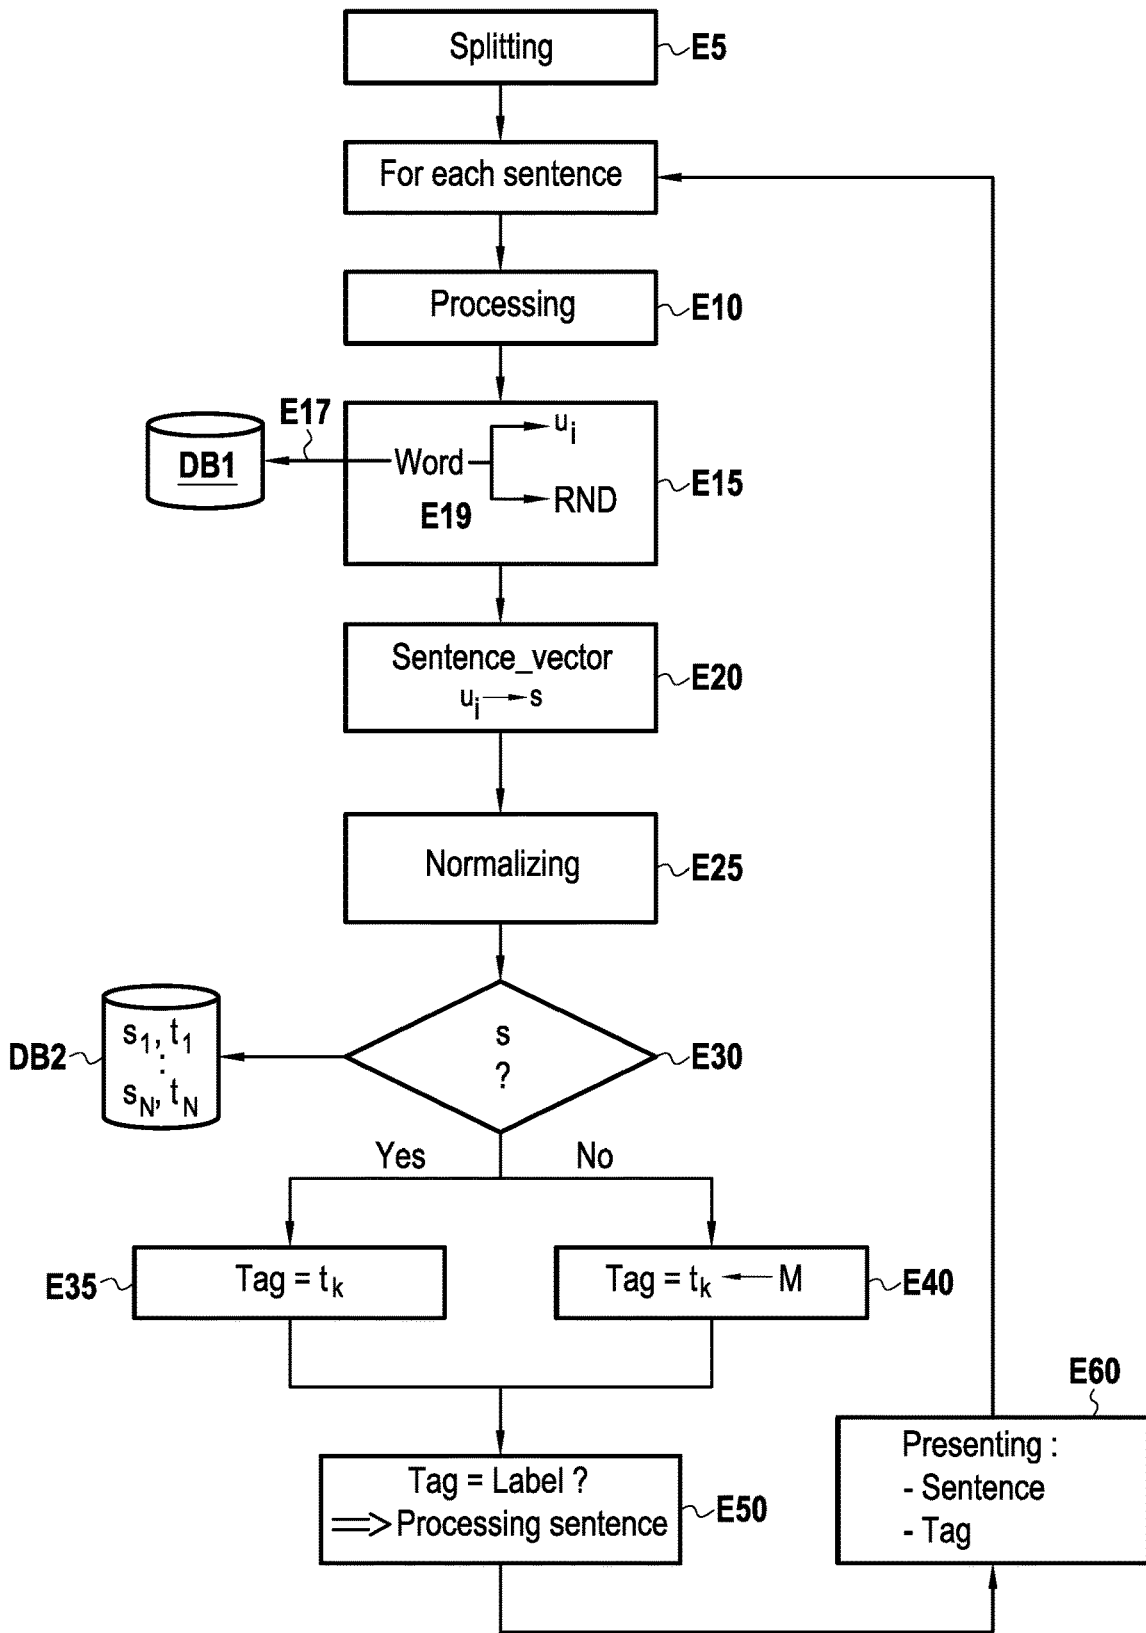 Splitting
E5
For each sentence
Processing
E10
E17
DB1
Word
u_i
RND
E19
E15
Sentence_vector
u_i → s
E20
Normalizing
E25
s
?
E30
DB2
s_1, t_1
:
s_N, t_N
Yes
No
E35
Tag = t_k
Tag = t_k ← M
E40
Tag = Label ?
⇒ Processing sentence
E50
E60
Presenting :
- Sentence
- Tag